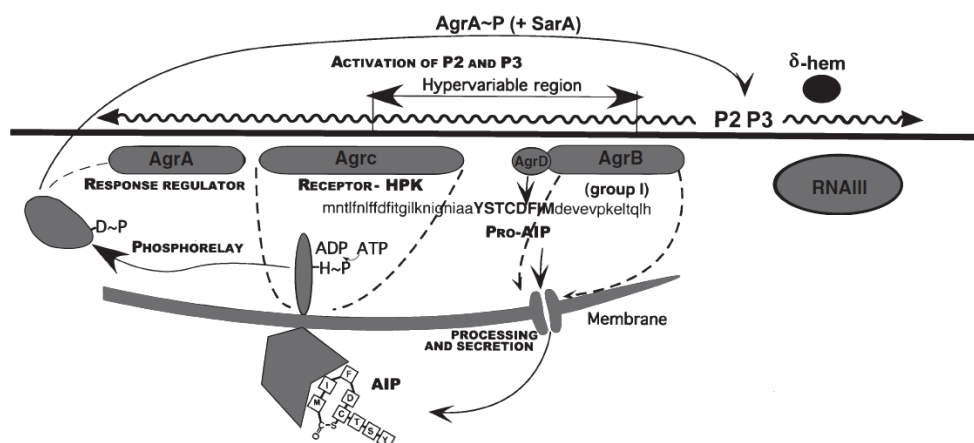 AgrA~P (+ SarA)
ACTIVATION OF P2 AND P3
δ-hem
Hypervariable region
P2 P3
AgrA
Agrc
AgrD
AgrB
RESPONSE REGULATOR
RECEPTOR- HPK
(group I)
RNAIII
mntlfnlffdfitgilknighniaaYSTCDFIMdevevpkeltqlh
PRO-AIP
D~P
PHOSPHORELAY
ADP ATP
H~P
Membrane
PROCESSING
AND SECRETION
AIP
F
I
D
M
C
T
S
Y
C
S
O